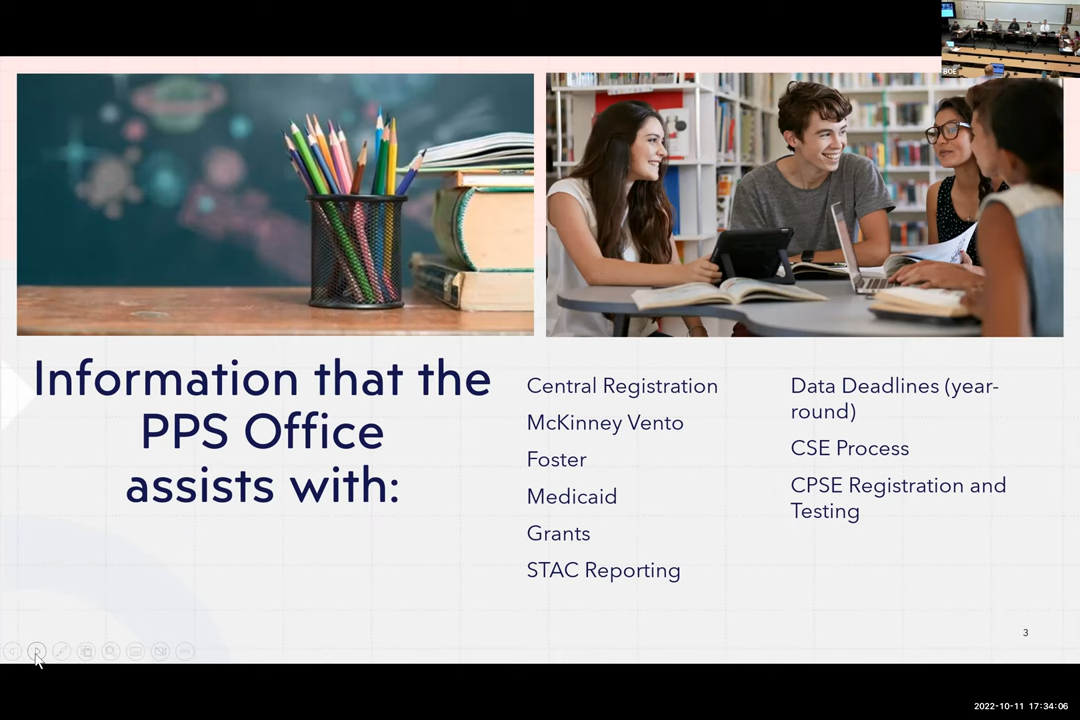 BOE
Information that the
PPS Office
assists with:
Central Registration
McKinney Vento
Foster
Medicaid
Grants
STAC Reporting
Data Deadlines (year-
round)
CSE Process
CPSE Registration and
Testing
3
2022-10-11 17:34:06